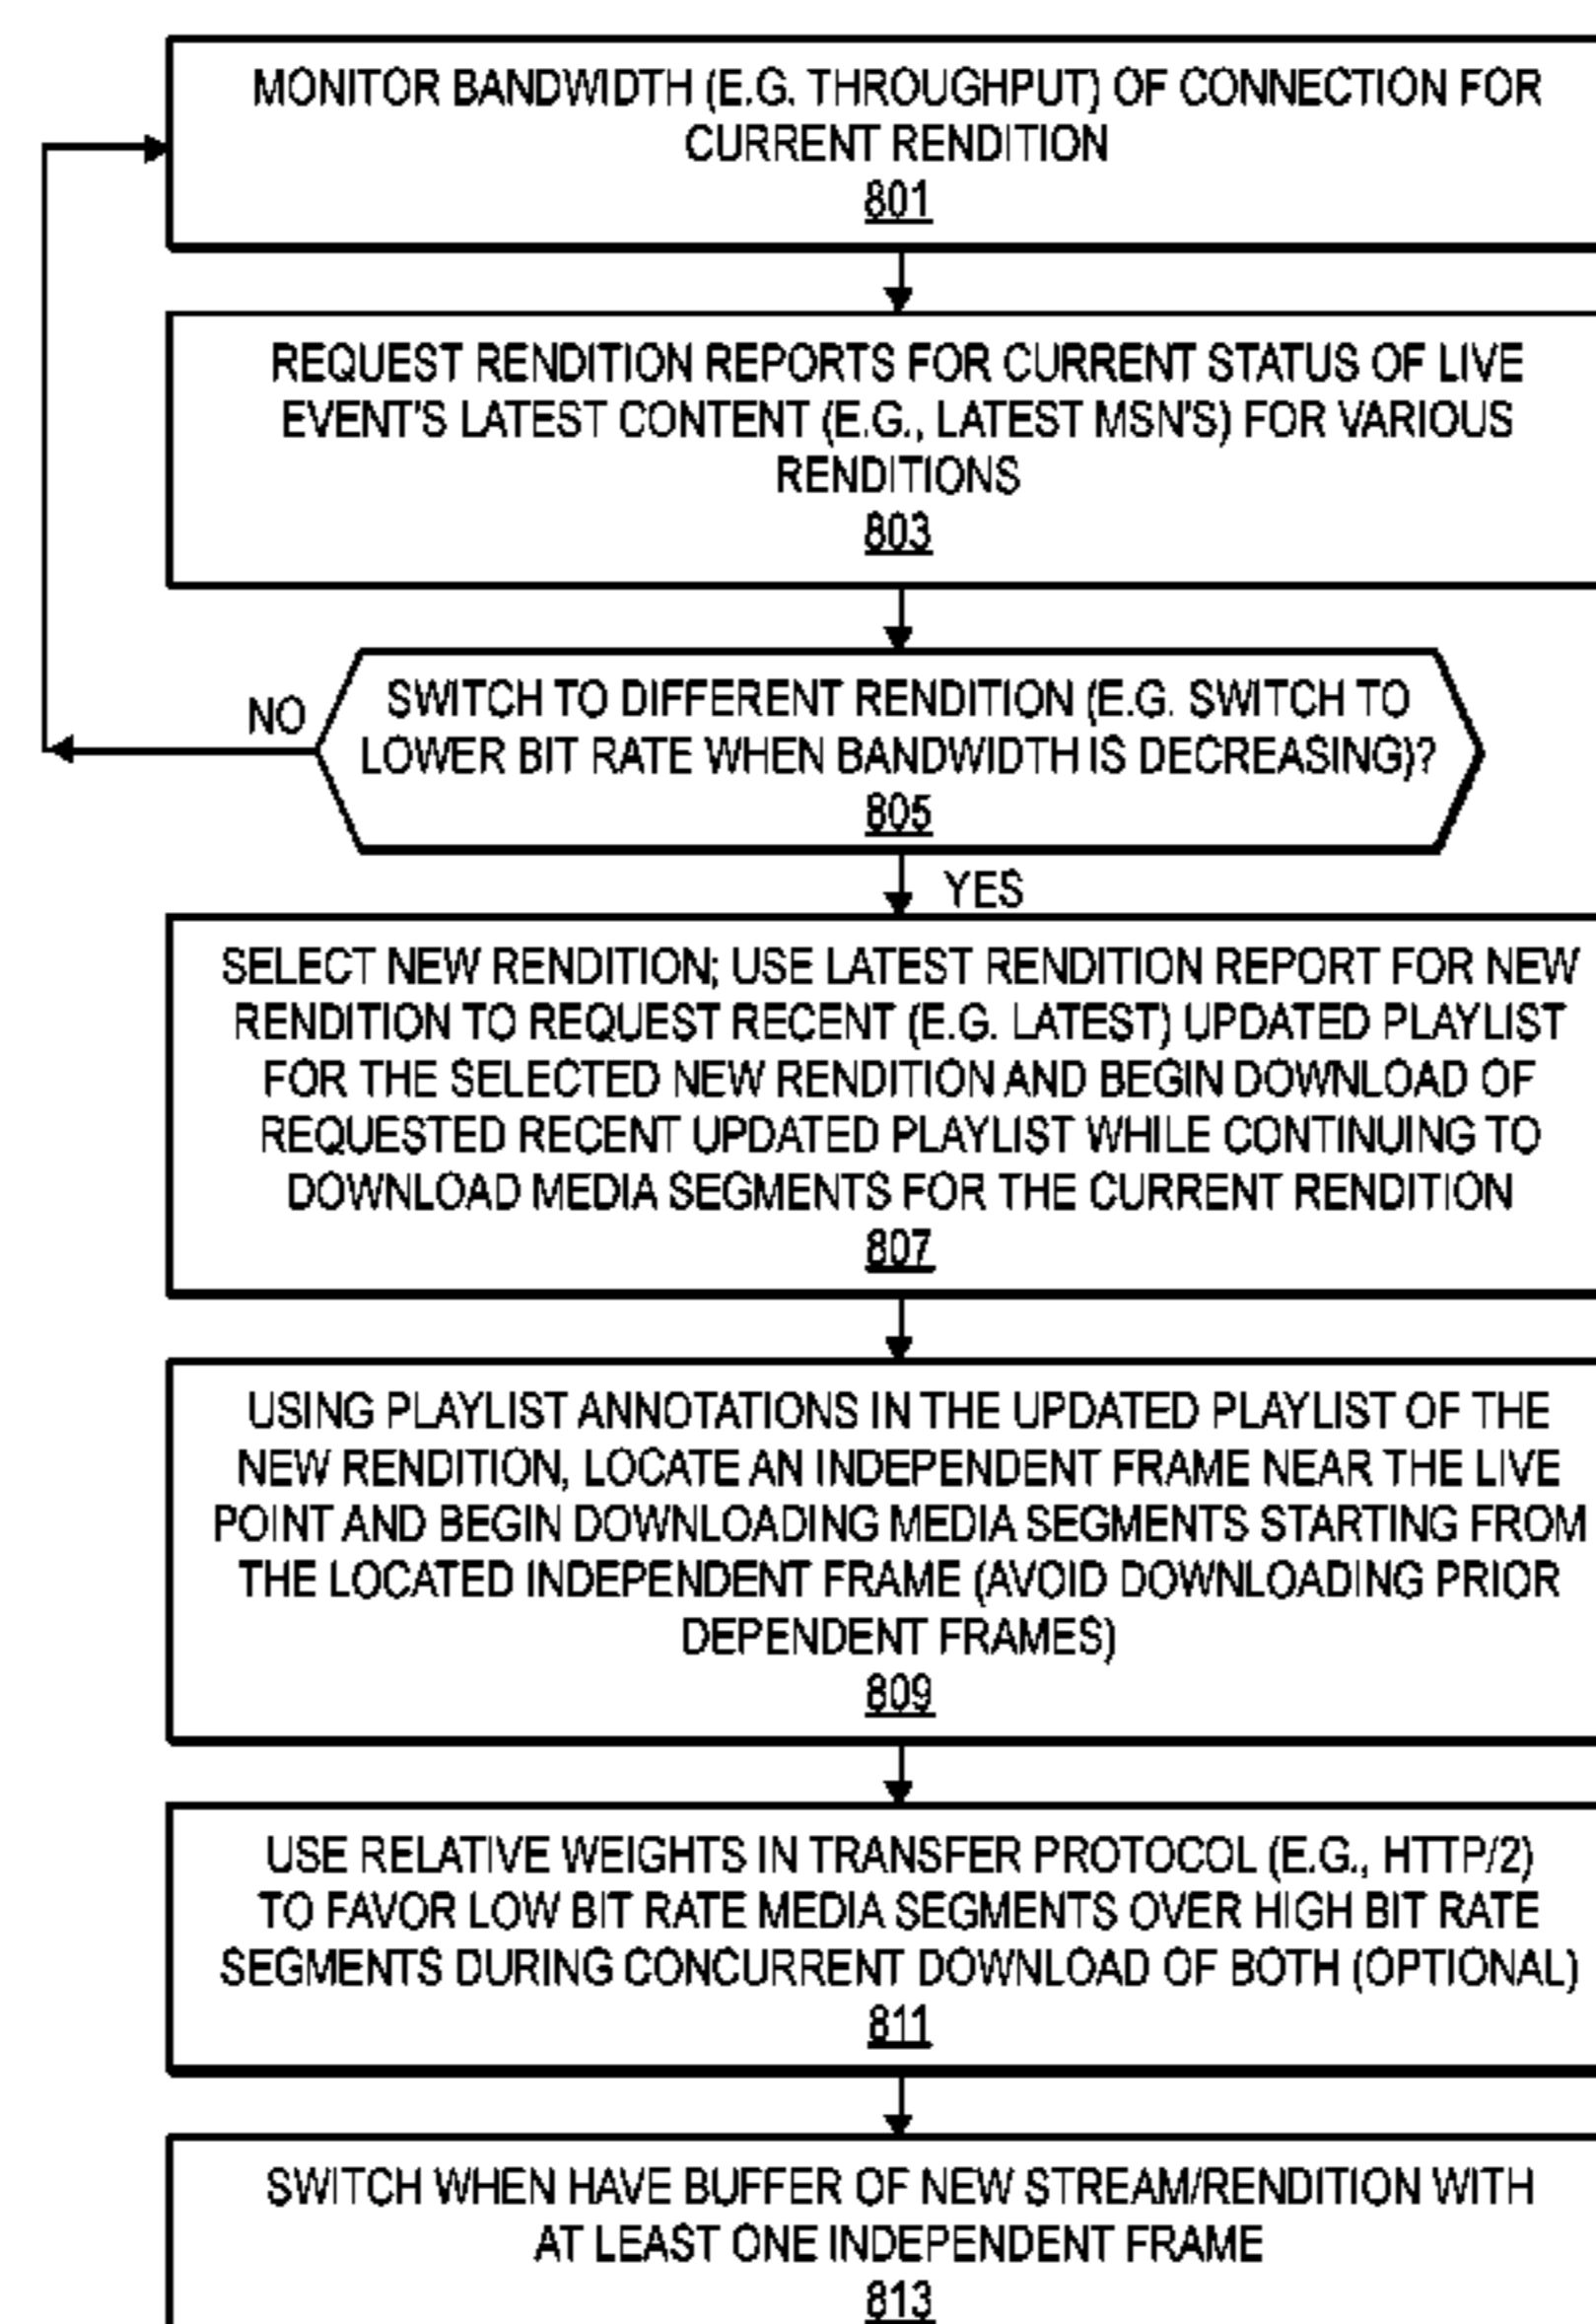 MONITOR BANDWIDTH (E.G. THROUGHPUT) OF CONNECTION FOR
CURRENT RENDITION
801
REQUEST RENDITION REPORTS FOR CURRENT STATUS OF LIVE
EVENT'S LATEST CONTENT (E.G., LATEST MSN'S) FOR VARIOUS
RENDITIONS
803
NO
SWITCH TO DIFFERENT RENDITION (E.G. SWITCH TO
LOWER BIT RATE WHEN BANDWIDTH IS DECREASING)?
805
YES
SELECT NEW RENDITION; USE LATEST RENDITION REPORT FOR NEW
RENDITION TO REQUEST RECENT (E.G. LATEST) UPDATED PLAYLIST
FOR THE SELECTED NEW RENDITION AND BEGIN DOWNLOAD OF
REQUESTED RECENT UPDATED PLAYLIST WHILE CONTINUING TO
DOWNLOAD MEDIA SEGMENTS FOR THE CURRENT RENDITION
807
USING PLAYLIST ANNOTATIONS IN THE UPDATED PLAYLIST OF THE
NEW RENDITION, LOCATE AN INDEPENDENT FRAME NEAR THE LIVE
POINT AND BEGIN DOWNLOADING MEDIA SEGMENTS STARTING FROM
THE LOCATED INDEPENDENT FRAME (AVOID DOWNLOADING PRIOR
DEPENDENT FRAMES)
809
USE RELATIVE WEIGHTS IN TRANSFER PROTOCOL (E.G., HTTP/2)
TO FAVOR LOW BIT RATE MEDIA SEGMENTS OVER HIGH BIT RATE
SEGMENTS DURING CONCURRENT DOWNLOAD OF BOTH (OPTIONAL)
811
SWITCH WHEN HAVE BUFFER OF NEW STREAM/RENDITION WITH
AT LEAST ONE INDEPENDENT FRAME
813